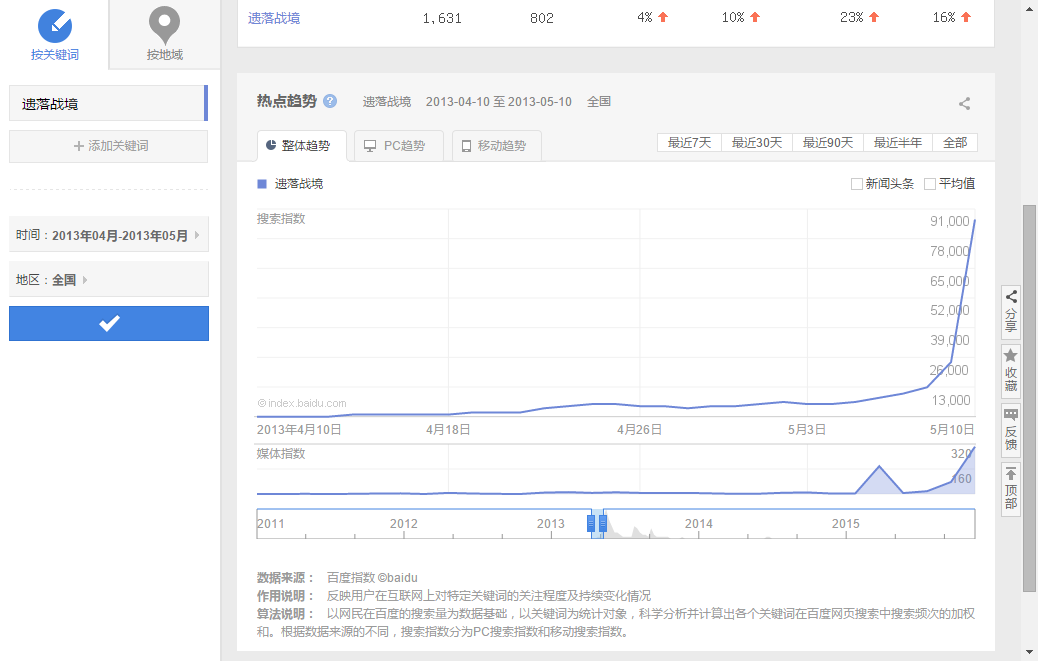 按关键词
按地域
遗落战境
添加关键词
时间：2013年04月-2013年05月
地区：全国
遗落战境 1,631 802 4% 10% 23% 16%
热点趋势 ? 遗落战境 2013-04-10 至 2013-05-10 全国
整体趋势 PC趋势 移动趋势 最近7天 最近30天 最近90天 最近半年 全部
遗落战境 新闻头条 平均值
搜索指数
91,000
78,000
65,000
52,000
39,000
26,000
13,000
©index.baidu.com
2013年4月10日 4月18日 4月26日 5月3日 5月10日
媒体指数
320
160
2011 2012 2013 2014 2015
数据来源： 百度指数 ©baidu
作用说明： 反映用户在互联网上对特定关键词的关注程度及持续变化情况
算法说明： 以网民在百度的搜索量为数据基础，以关键词为统计对象，科学分析并计算出各个关键词在百度网页搜索中搜索频次的加权
和。根据数据来源的不同，搜索指数分为PC搜索指数和移动搜索指数。
分享
收藏
反馈
顶部